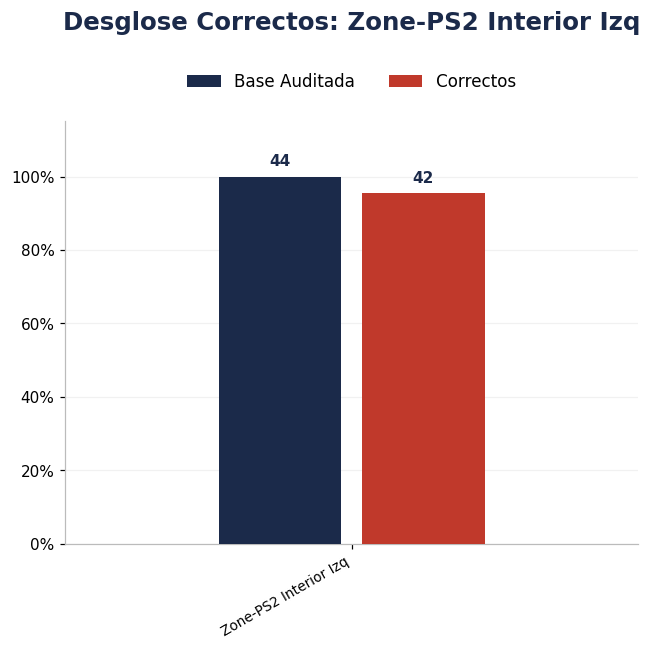 Desglose Correctos: Zone-PS2 Interior Izq
Base Auditada
Correctos
44
42
100%
80%
60%
40%
20%
0%
Zone-PS2 Interior Izq